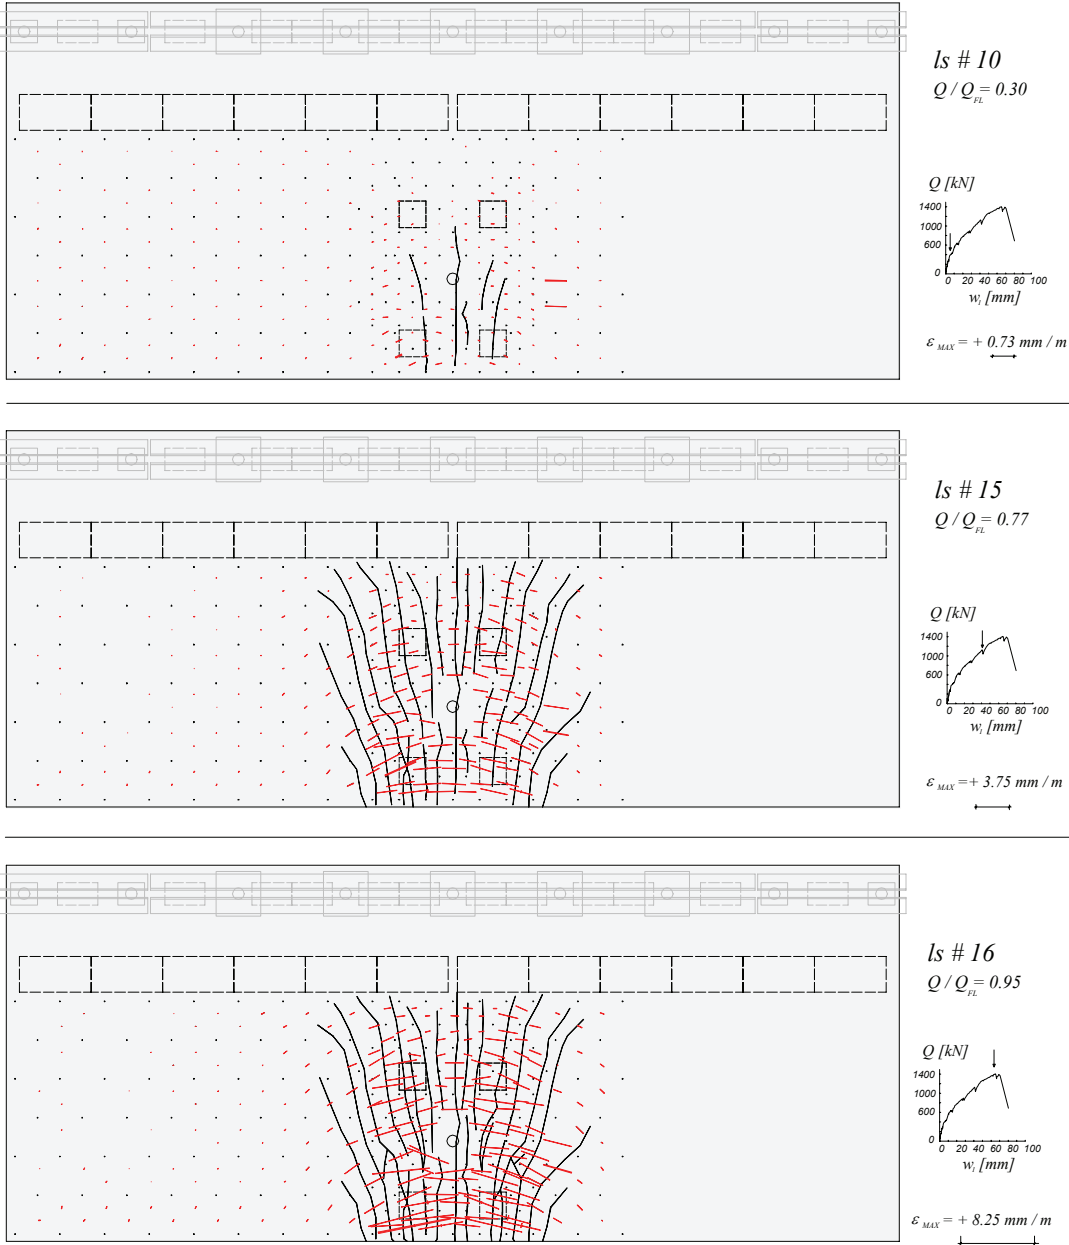 ls # 10
Q / Q_FL = 0.30
Q [kN]
1400
1000
600
0
0 20 40 60 80 100
w_l [mm]
ε_MAX = + 0.73 mm / m
ls # 15
Q / Q_FL = 0.77
Q [kN]
1400
1000
600
0
0 20 40 60 80 100
w_l [mm]
ε_MAX = + 3.75 mm / m
ls # 16
Q / Q_FL = 0.95
Q [kN]
1400
1000
600
0
0 20 40 60 80 100
w_l [mm]
ε_MAX = + 8.25 mm / m